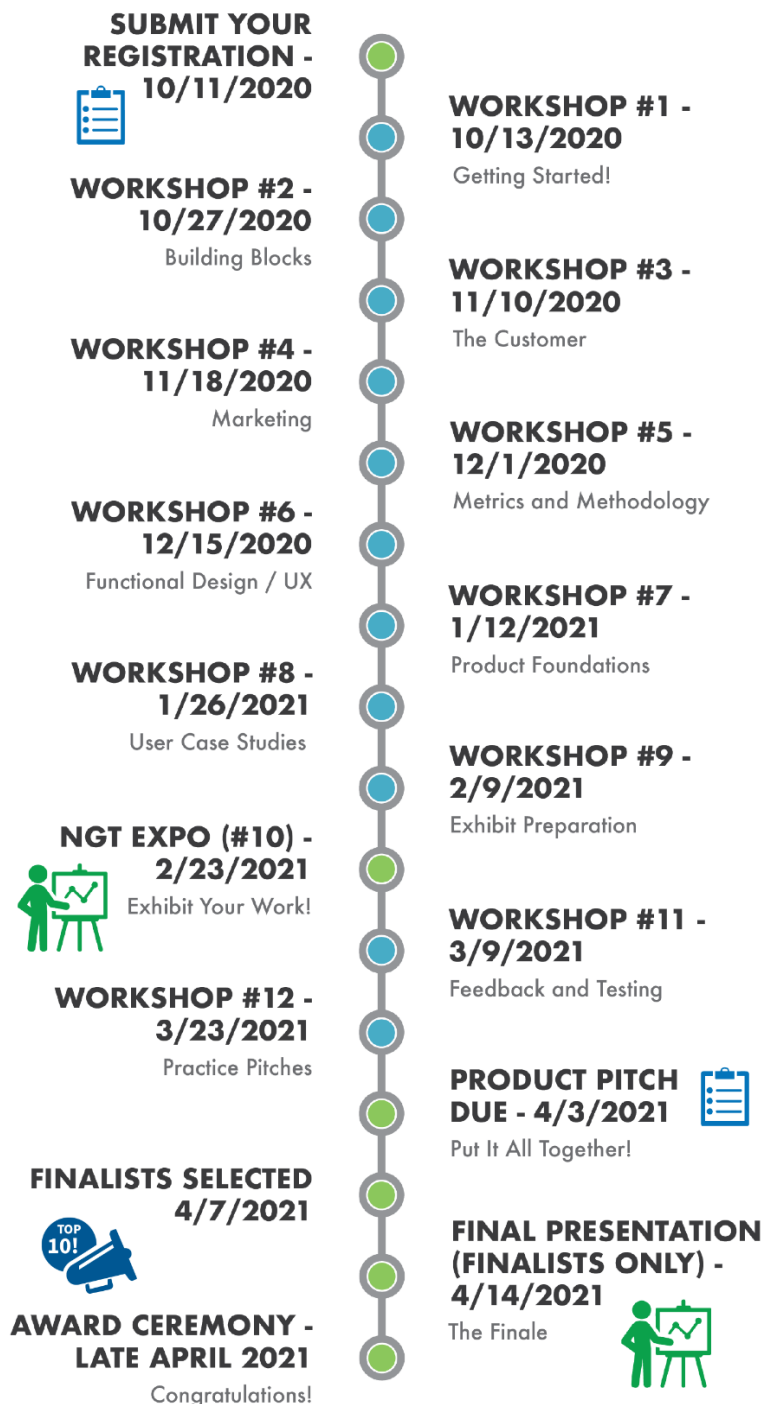 SUBMIT YOUR
REGISTRATION -
10/11/2020
WORKSHOP #1 -
10/13/2020
Getting Started!
WORKSHOP #2 -
10/27/2020
Building Blocks
WORKSHOP #3 -
11/10/2020
The Customer
WORKSHOP #4 -
11/18/2020
Marketing
WORKSHOP #5 -
12/1/2020
Metrics and Methodology
WORKSHOP #6 -
12/15/2020
Functional Design / UX
WORKSHOP #7 -
1/12/2021
Product Foundations
WORKSHOP #8 -
1/26/2021
User Case Studies
WORKSHOP #9 -
2/9/2021
Exhibit Preparation
NGT EXPO (#10) -
2/23/2021
Exhibit Your Work!
WORKSHOP #11 -
3/9/2021
Feedback and Testing
WORKSHOP #12 -
3/23/2021
Practice Pitches
PRODUCT PITCH
DUE - 4/3/2021
Put It All Together!
FINALISTS SELECTED
4/7/2021
TOP
10!
FINAL PRESENTATION
(FINALISTS ONLY) -
4/14/2021
The Finale
AWARD CEREMONY -
LATE APRIL 2021
Congratulations!